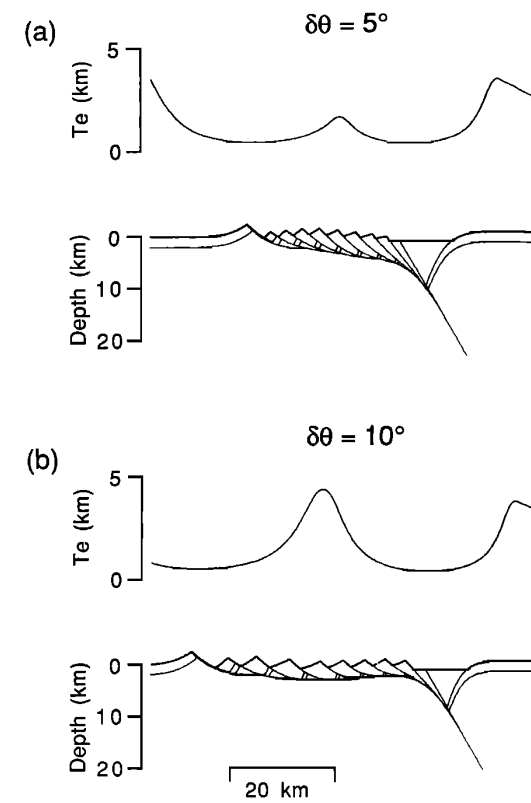 (a)
δθ = 5°
Te (km)
5
0
Depth (km)
0
10
20
(b)
δθ = 10°
Te (km)
5
0
Depth (km)
0
10
20
20 km